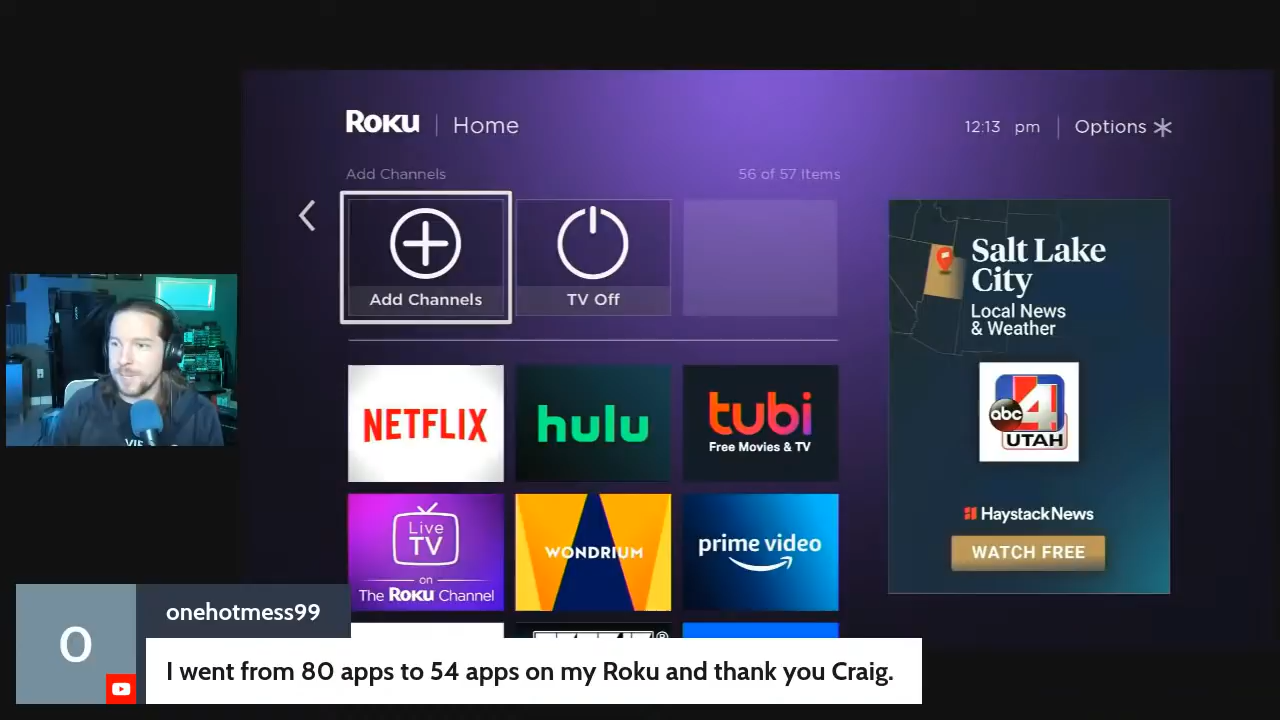 Roku | Home
12:13 pm | Options
Add Channels
56 of 57 Items
Add Channels
TV Off
NETFLIX
hulu
tubi
Free Movies & TV
Live
TV
on
The Roku Channel
WONDRIUM
prime video
Salt Lake
City
Local News
& Weather
abc
4
UTAH
HaystackNews
WATCH FREE
O
onehotmess99
I went from 80 apps to 54 apps on my Roku and thank you Craig.